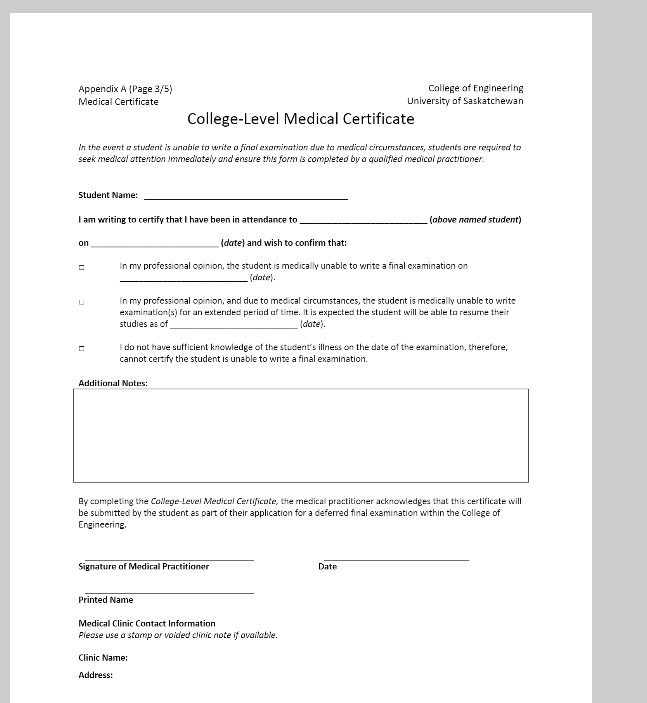 Appendix A (Page 3/5)
College of Engineering
Medical Certificate
University of Saskatchewan
College-Level Medical Certificate
In the event a student is unable to write a final examination due to medical circumstances, students are required to
seek medical attention immediately and ensure this form is completed by a qualified medical practitioner.
Student Name: ____________________
I am writing to certify that I have been in attendance to ____________________ (above named student)
on ____________________ (date) and wish to confirm that:
□ In my professional opinion, the student is medically unable to write a final examination on
____________________ (date).
□ In my professional opinion, and due to medical circumstances, the student is medically unable to write
examination(s) for an extended period of time. It is expected the student will be able to resume their
studies as of ____________________ (date).
□ I do not have sufficient knowledge of the student's illness on the date of the examination, therefore,
cannot certify the student is unable to write a final examination.
Additional Notes:
By completing the College-Level Medical Certificate, the medical practitioner acknowledges that this certificate will
be submitted by the student as part of their application for a deferred final examination within the College of
Engineering.
Signature of Medical Practitioner
Date
Printed Name
Medical Clinic Contact Information
Please use a stamp or voided clinic note if available.
Clinic Name:
Address: